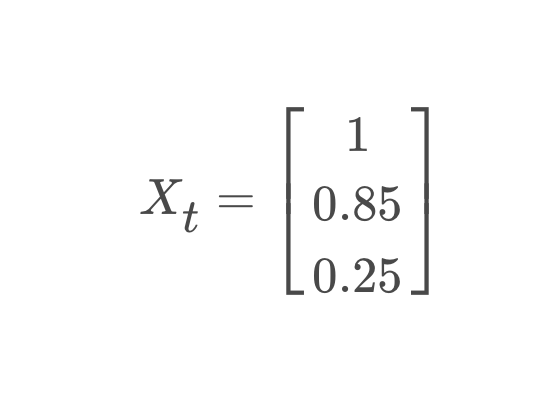 X_t = [
1
0.85
0.25
]